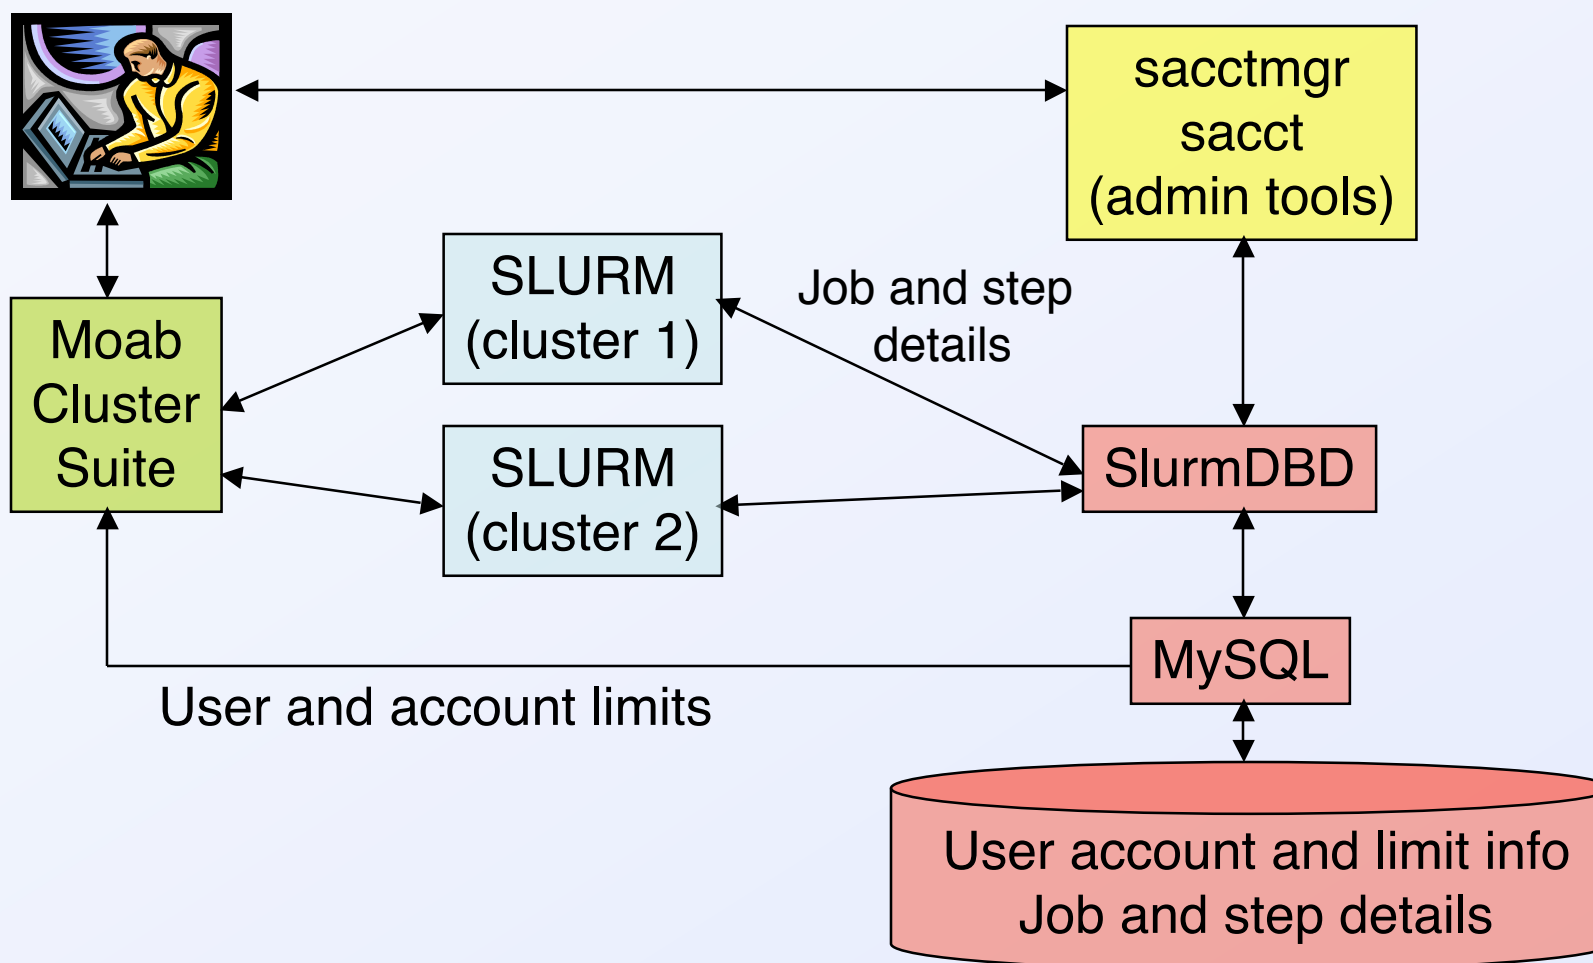 sacctmgr
sacct
(admin tools)
SLURM
(cluster 1)
Job and step
details
Moab
Cluster
Suite
SLURM
(cluster 2)
SlurmDBD
MySQL
User and account limits
User account and limit info
Job and step details